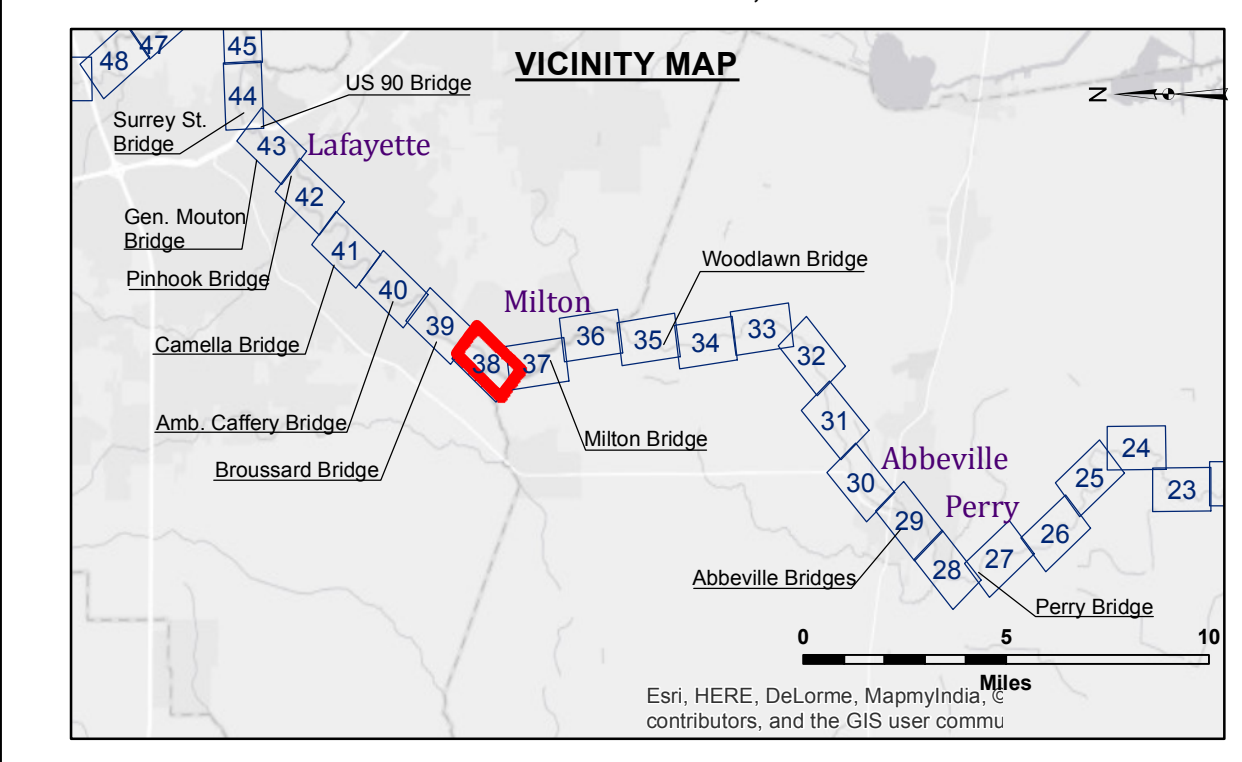 VICINITY MAP
48
47
45
44
US 90 Bridge
N
Surrey St.
Bridge
43
Lafayette
42
Gen. Mouton
Bridge
41
Pinhook Bridge
40
Woodlawn Bridge
Milton
39
36
35
34
33
Camella Bridge
38
37
32
31
Amb. Caffery Bridge
Milton Bridge
Broussard Bridge
Abbeville
24
30
25
23
29
Perry
26
28
27
Abbeville Bridges
Perry Bridge
0
5
10
Miles
Esri, HERE, DeLorme, MapmyIndia, ©
contributors, and the GIS user commu